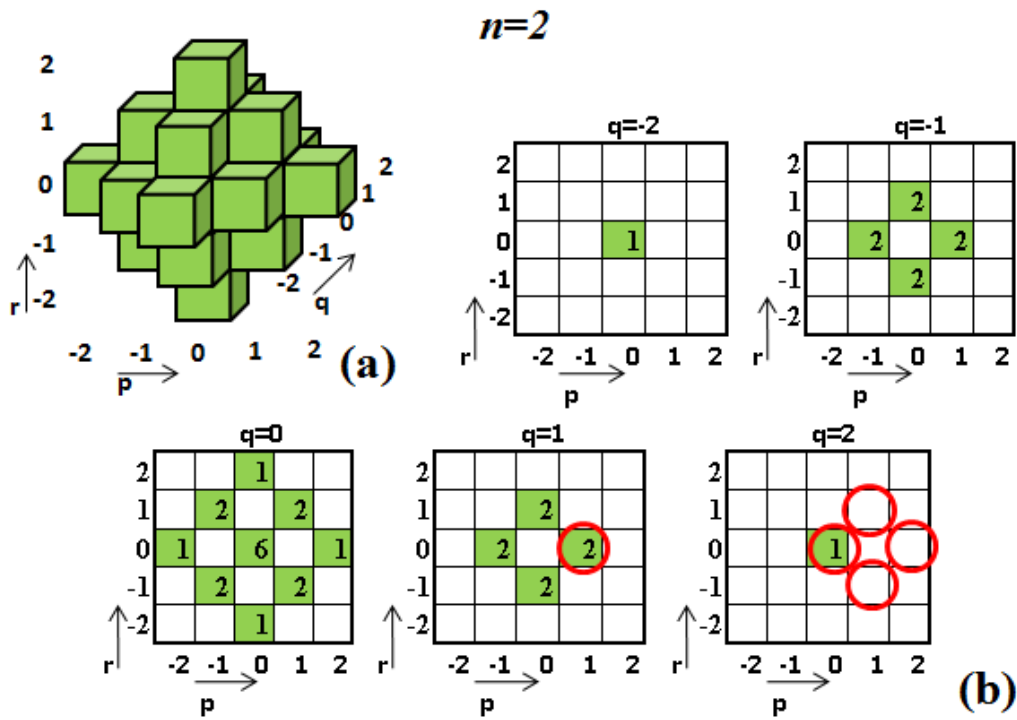 n=2
2
1
0
-1
r
-2
2
1
0
-1
-2
q
-2 -1 0 1 2
p
(a)
q=-2
2
1
0 1
-1
-2
r
-2 -1 0 1 2
p
q=-1
2
1 2
0 2 2
-1 2
-2
r
-2 -1 0 1 2
p
q=0
2 1
1 2 2
0 1 6 1
-1 2 2
-2 1
r
-2 -1 0 1 2
p
q=1
2
1 2
0 2 2
-1 2
-2
r
-2 -1 0 1 2
p
q=2
2
1
0 1
-1
-2
r
-2 -1 0 1 2
p
(b)